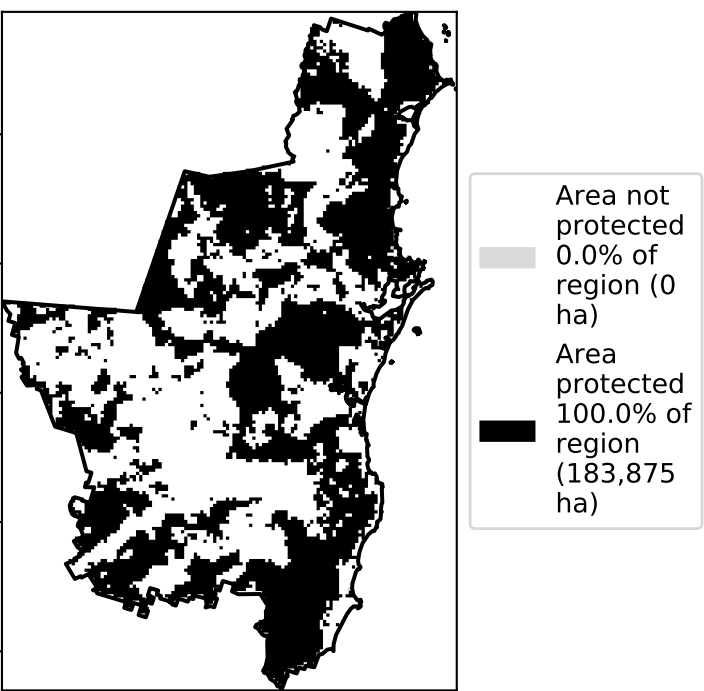 Area not
protected
0.0% of
region (0
ha)
Area
protected
100.0% of
region
(183,875
ha)